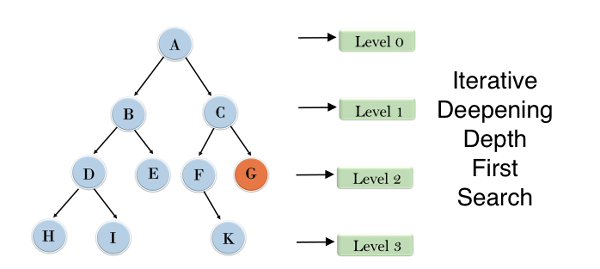 A
Level 0
B
C
Level 1
D
E
F
G
Level 2
H
I
K
Level 3
Iterative
Deepening
Depth
First
Search